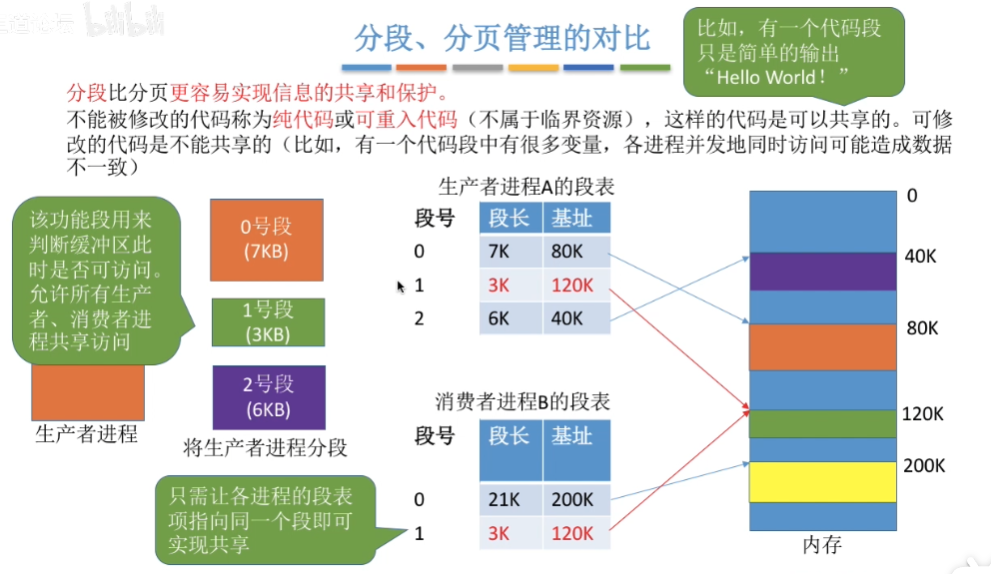 分段、分页管理的对比
比如，有一个代码段
只是简单的输出
“Hello World！”
分段比分页更容易实现信息的共享和保护。
不能被修改的代码称为纯代码或可重入代码（不属于临界资源），这样的代码是可以共享的。可修
改的代码是不能共享的（比如，有一个代码段中有很多变量，各进程并发地同时访问可能造成数据
不一致）
该功能段用来
判断缓冲区此
时是否可访问。
允许所有生产
者、消费者进
程共享访问
生产者进程
0号段
(7KB)
1号段
(3KB)
2号段
(6KB)
将生产者进程分段
生产者进程A的段表
段号 段长 基址
0 7K 80K
1 3K 120K
2 6K 40K
消费者进程B的段表
段号 段长 基址
0 21K 200K
1 3K 120K
只需让各进程的段表
项指向同一个段即可
实现共享
0
40K
80K
120K
200K
内存
bilibili